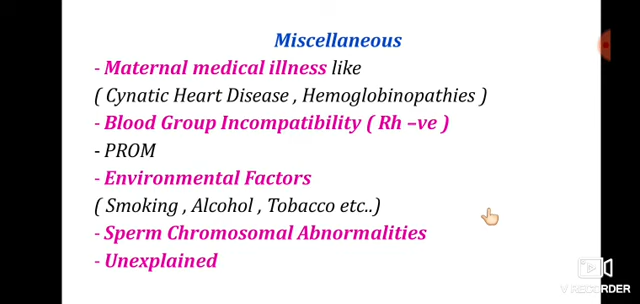 Miscellaneous
- Maternal medical illness like
( Cynatic Heart Disease , Hemoglobinopathies )
- Blood Group Incompatibility ( Rh –ve )
- PROM
- Environmental Factors
( Smoking , Alcohol , Tobacco etc..)
- Sperm Chromosomal Abnormalities
- Unexplained
V RECORDER